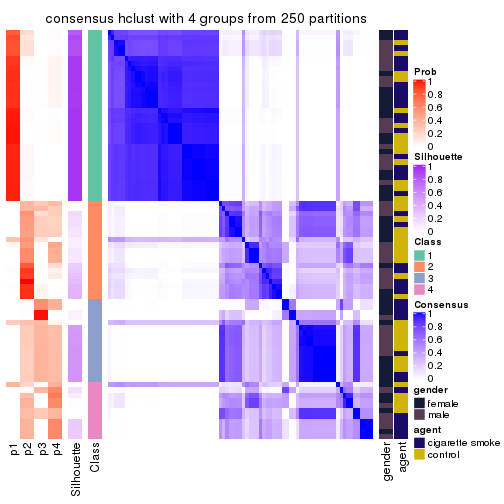 consensus hclust with 4 groups from 250 partitions
Prob
1
0.8
0.6
0.4
0.2
0
Silhouette
1
0.8
0.6
0.4
0.2
0
Class
1
2
3
4
Consensus
1
0.8
0.6
0.4
0.2
0
gender
female
male
agent
cigarette smoke
control
p1
p2
p3
p4
Silhouette
Class
gender
agent